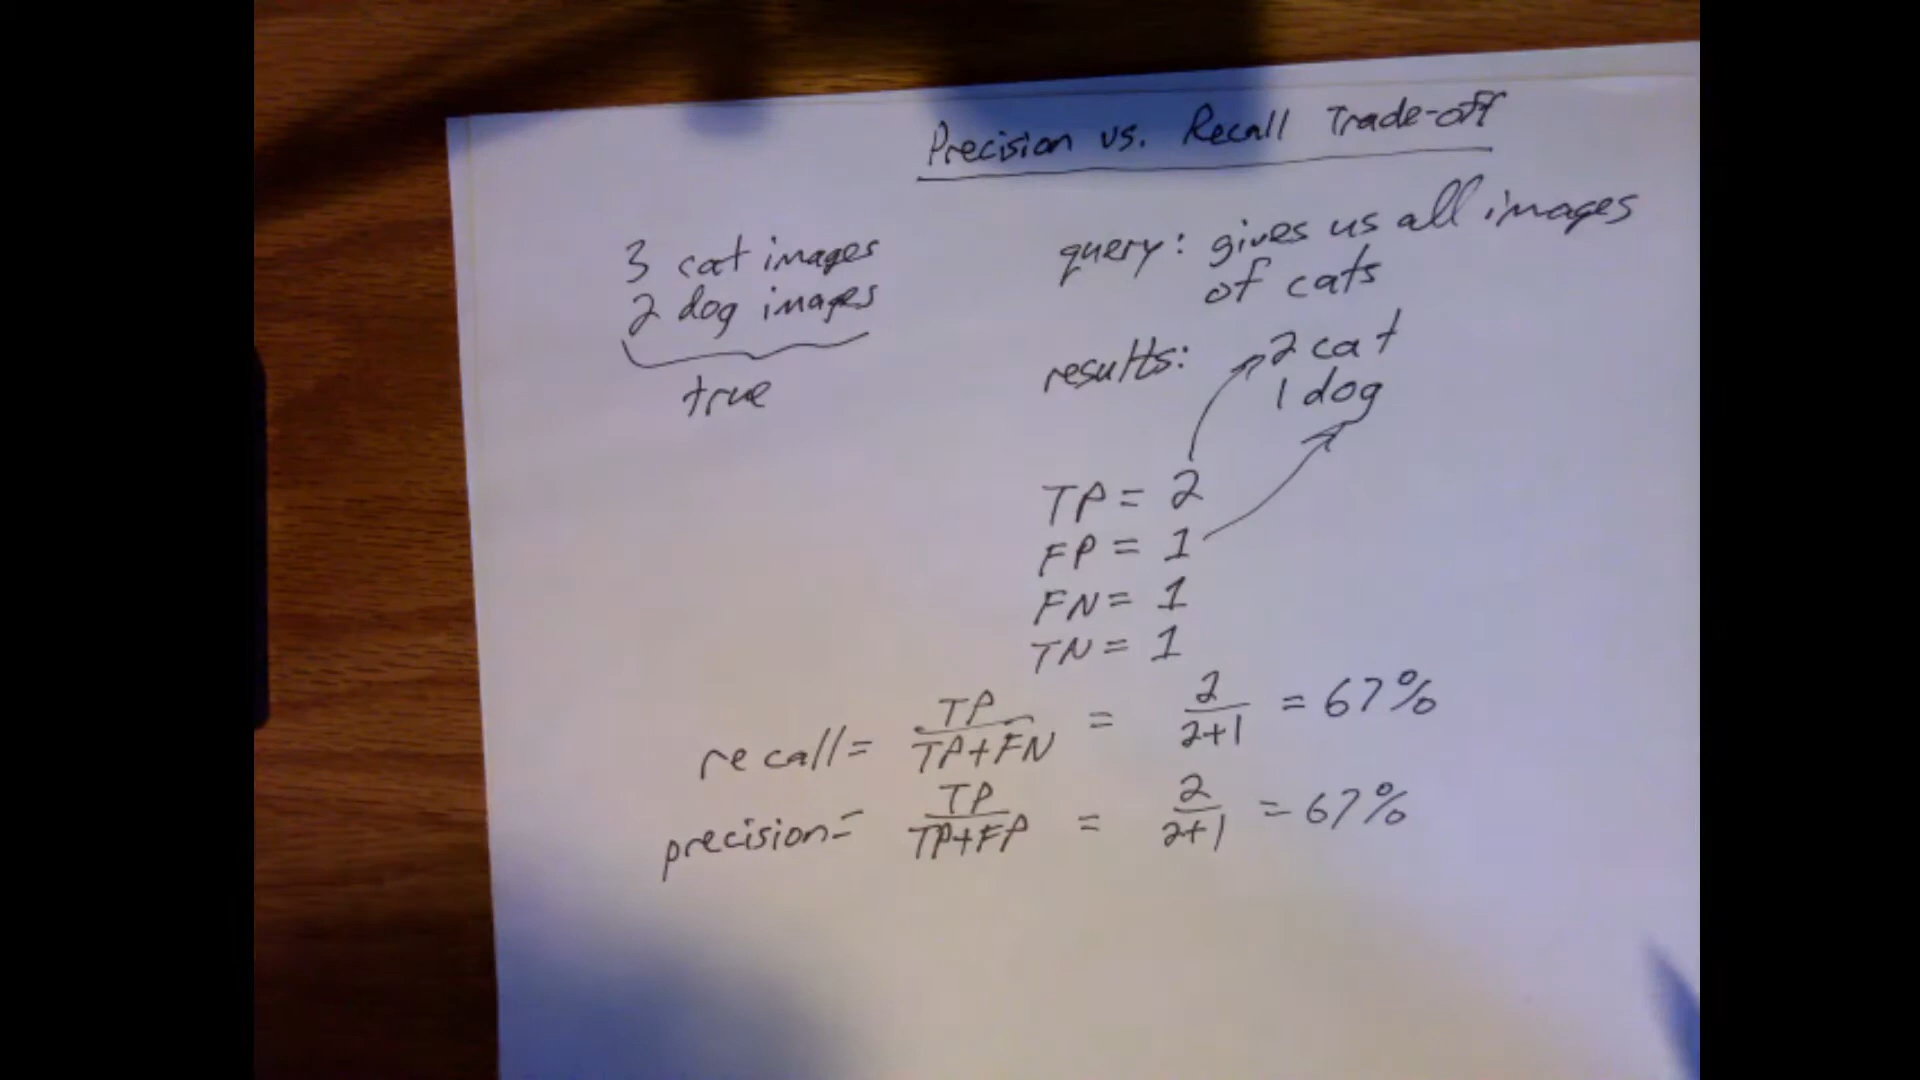 Precision vs. Recall Trade-off
3 cat images
2 dog images
true
query: gives us all images
of cats
results: 2 cat
1 dog
TP = 2
FP = 1
FN = 1
TN = 1
recall = TP / TP+FN = 2 / 2+1 = 67%
precision = TP / TP+FP = 2 / 2+1 = 67%